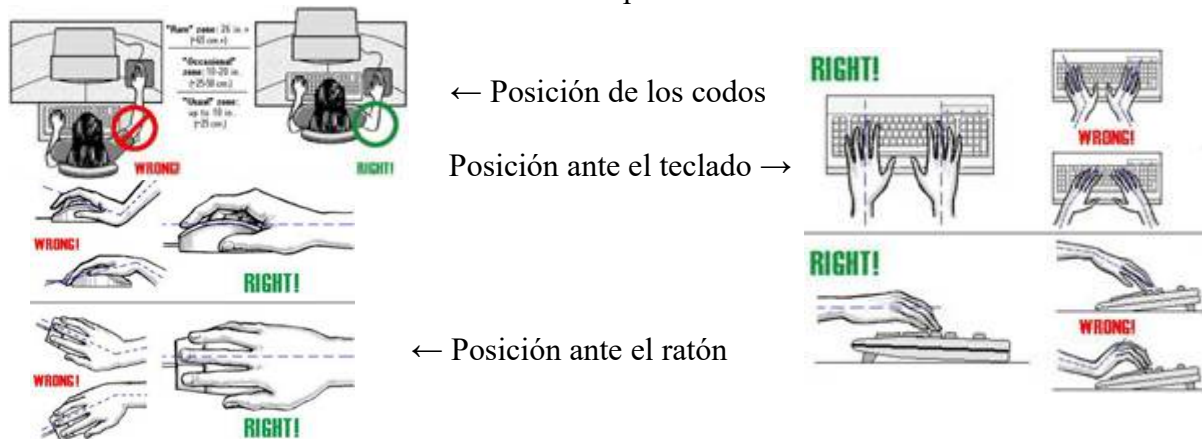 "Rare" zone: 26 in. +
"Occasional"
zone: 10-20 in.
(~25-50 cm.)
"Usual" zone:
up to 10 in.
(~25 cm.)
WRONG!
RIGHT!
← Posición de los codos
Posición ante el teclado →
RIGHT!
WRONG!
WRONG!
RIGHT!
RIGHT!
WRONG!
← Posición ante el ratón
WRONG!
RIGHT!